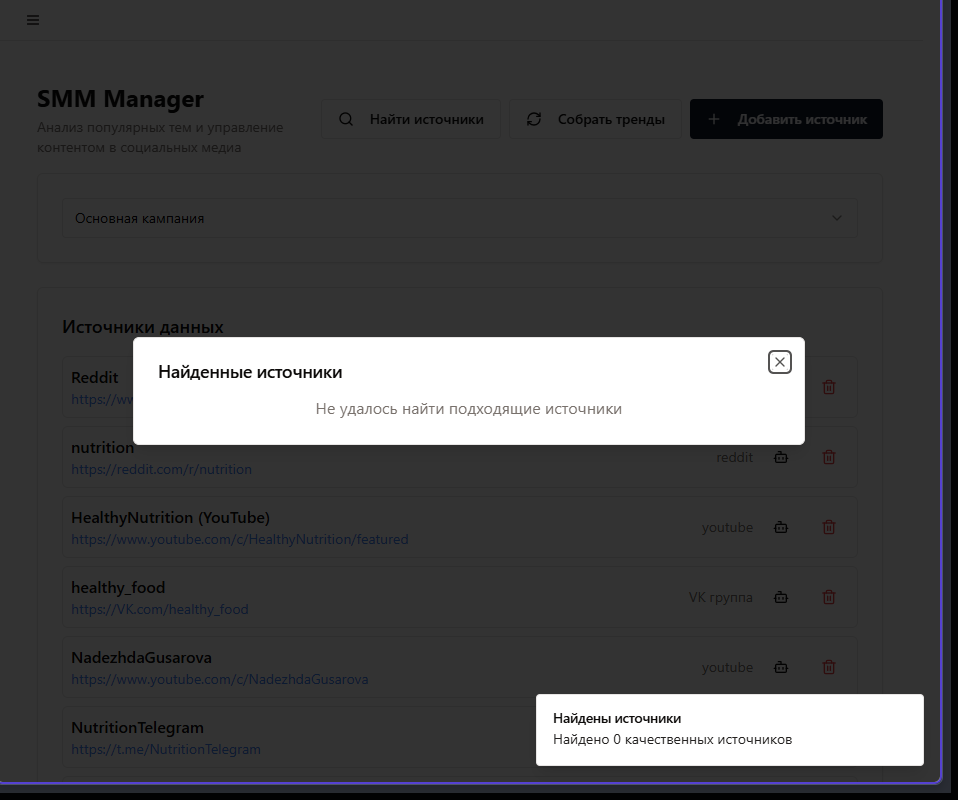 SMM Manager
Анализ популярных тем и управление
контентом в социальных медиа
Найти источники
Собрать тренды
Добавить источник
Основная кампания
Источники данных
Reddit
https://ww
Найденные источники
Не удалось найти подходящие источники
nutrition
https://reddit.com/r/nutrition
reddit
HealthyNutrition (YouTube)
https://www.youtube.com/c/HealthyNutrition/featured
youtube
healthy_food
https://VK.com/healthy_food
VK группа
NadezhdaGusarova
https://www.youtube.com/c/NadezhdaGusarova
youtube
NutritionTelegram
https://t.me/NutritionTelegram
Найдены источники
Найдено 0 качественных источников